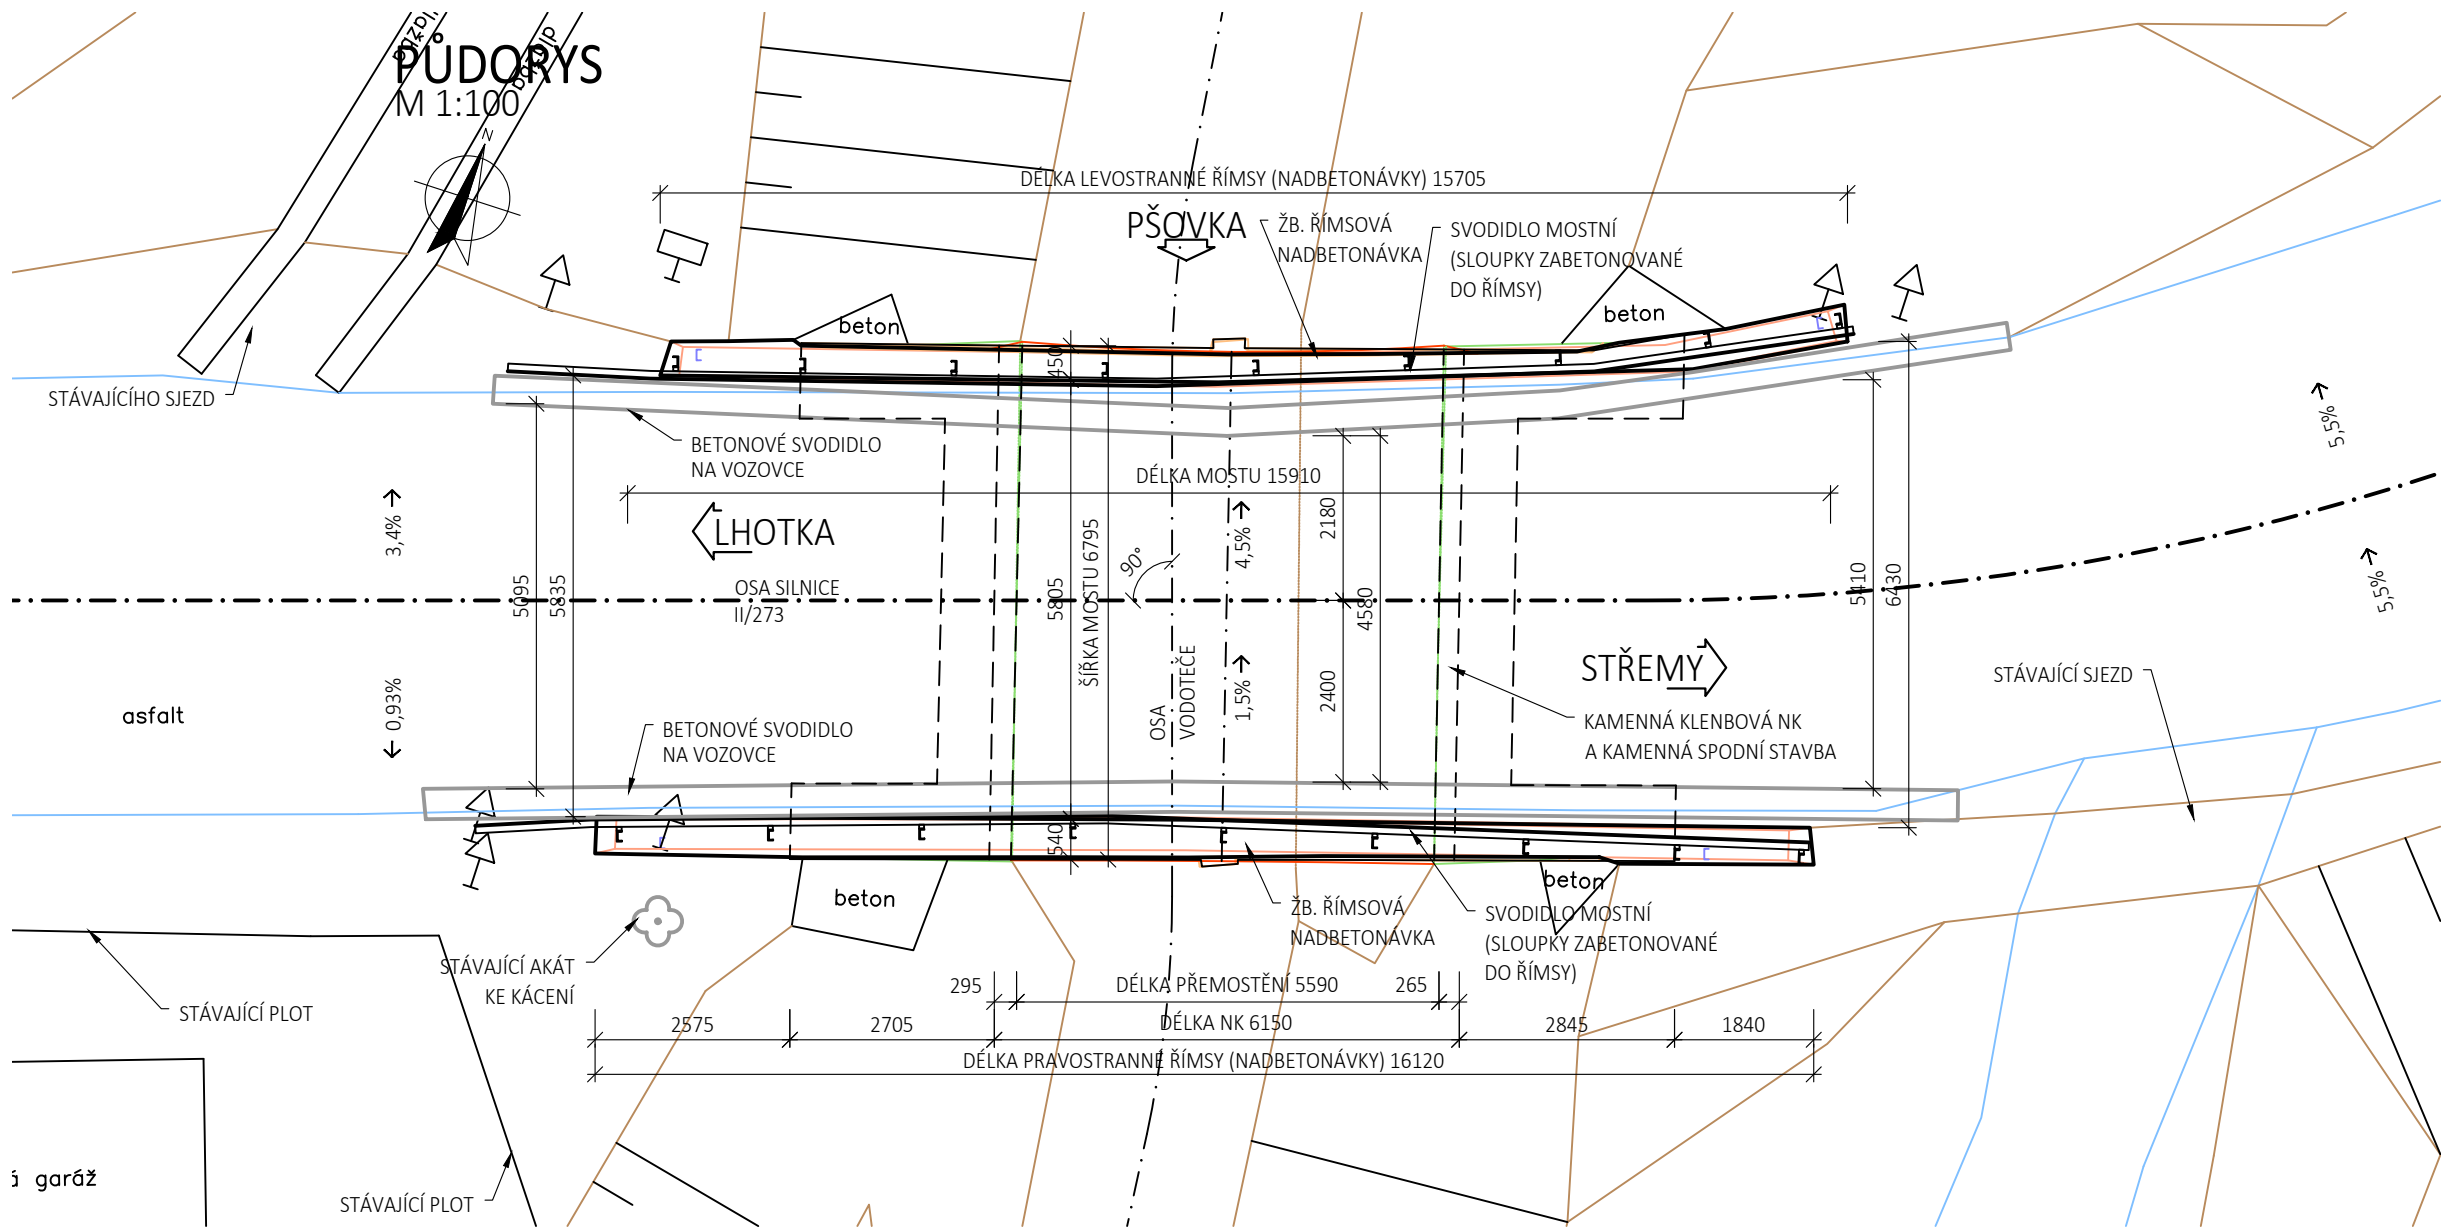 dlažba
dlažba
PŮDORYS
M 1:100
Z
DÉLKA LEVOSTRANNÉ ŘÍMSY (NADBETONÁVKY) 15705
PŠOVKA
ŽB. ŘÍMSOVÁ
NADBETONÁVKA
SVODIDLO MOSTNÍ
(SLOUPKY ZABETONOVANÉ
DO ŘÍMSY)
beton
beton
450
STÁVAJÍCÍHO SJEZD
BETONOVÉ SVODIDLO
NA VOZOVCE
DÉLKA MOSTU 15910
5,5%
3,4%
LHOTKA
2180
4,5%
90°
OSA SILNICE
II/273
5095
5835
5805
ŠÍŘKA MOSTU 6795
4580
5410
6430
5,5%
STŘEMY
STÁVAJÍCÍ SJEZD
asfalt
0,93%
OSA
VODOTEČE
1,5%
2400
BETONOVÉ SVODIDLO
NA VOZOVCE
KAMENNÁ KLENBOVÁ NK
A KAMENNÁ SPODNÍ STAVBA
540
beton
beton
ŽB. ŘÍMSOVÁ
NADBETONÁVKA
SVODIDLO MOSTNÍ
(SLOUPKY ZABETONOVANÉ
DO ŘÍMSY)
STÁVAJÍCÍ AKÁT
KE KÁCENÍ
STÁVAJÍCÍ PLOT
295
DÉLKA PŘEMOSTĚNÍ 5590
265
2575
2705
DÉLKA NK 6150
2845
1840
DÉLKA PRAVOSTRANNÉ ŘÍMSY (NADBETONÁVKY) 16120
á garáž
STÁVAJÍCÍ PLOT